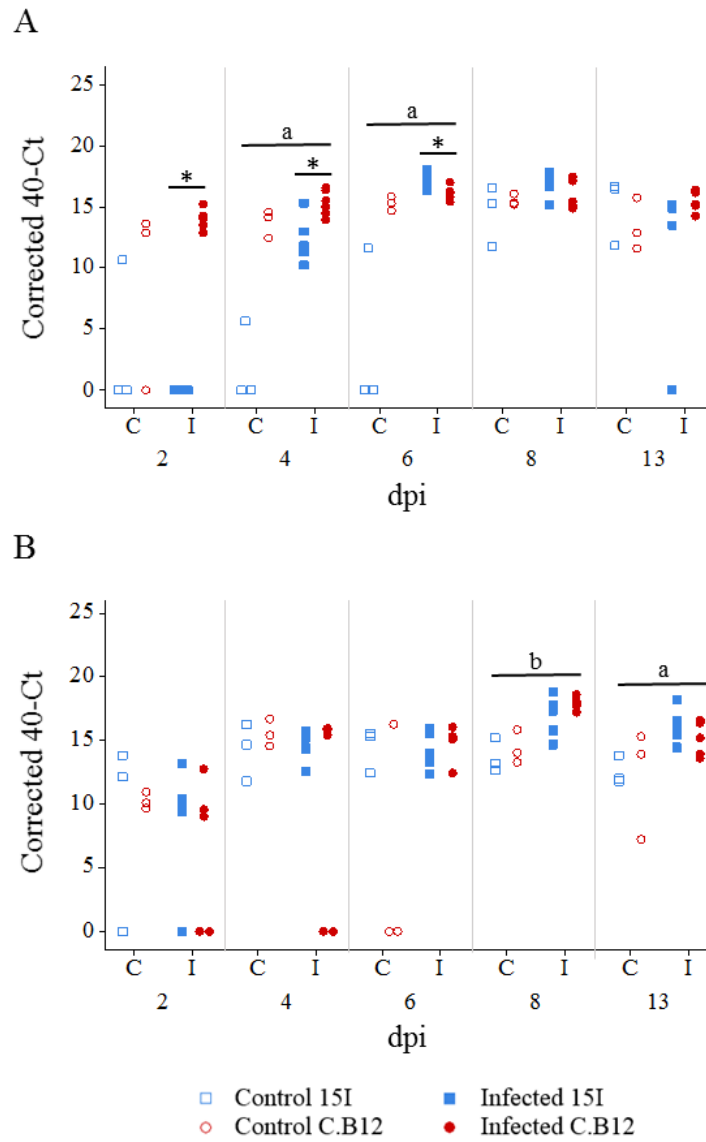 A
Corrected 40-Ct
25
20
15
10
5
0
a
a
*
*
*
C I C I C I C I C I
2 4 6 8 13
dpi
B
Corrected 40-Ct
25
20
15
10
5
0
b
a
C I C I C I C I C I
2 4 6 8 13
dpi
Control 15I Infected 15I
Control C.B12 Infected C.B12